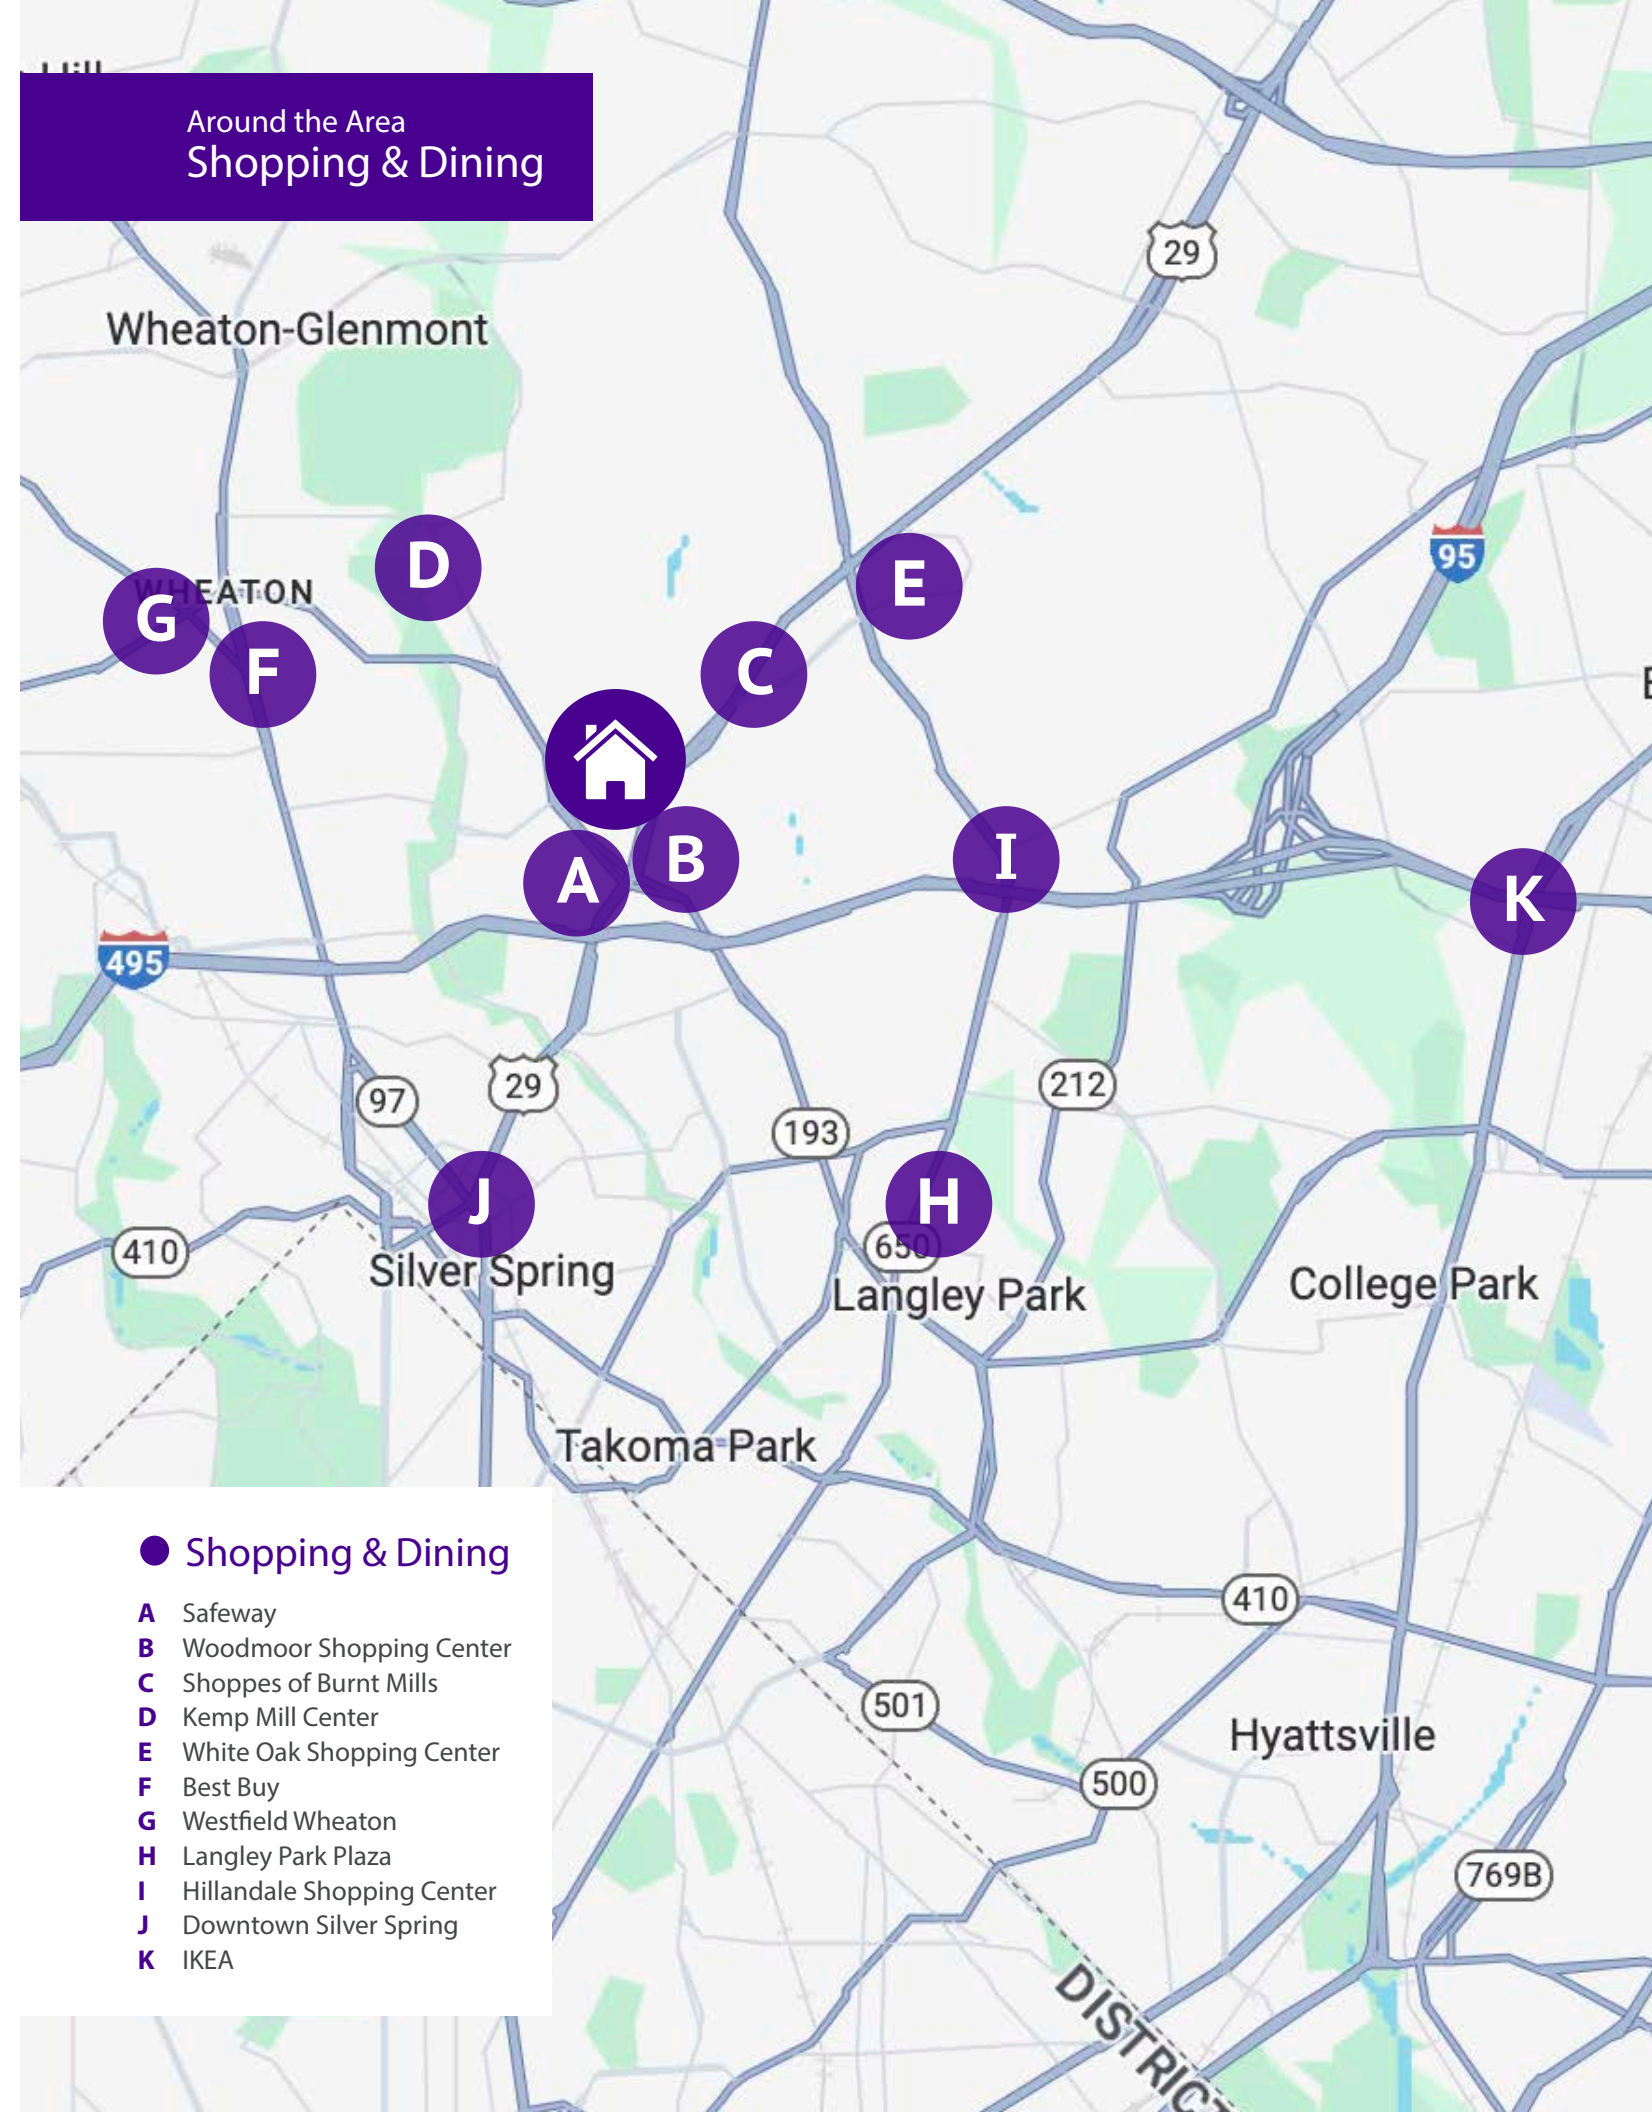 Hill
Around the Area
Shopping & Dining
29
Wheaton-Glenmont
95
D
E
WHEATON
G
F
C
B
I
A
K
495
29
97
212
193
J
H
410
650
Silver Spring
Langley Park
College Park
Takoma Park
Shopping & Dining
A Safeway
B Woodmoor Shopping Center
C Shoppes of Burnt Mills
D Kemp Mill Center
E White Oak Shopping Center
F Best Buy
G Westfield Wheaton
H Langley Park Plaza
I Hillandale Shopping Center
J Downtown Silver Spring
K IKEA
410
501
Hyattsville
500
769B
DISTRICT